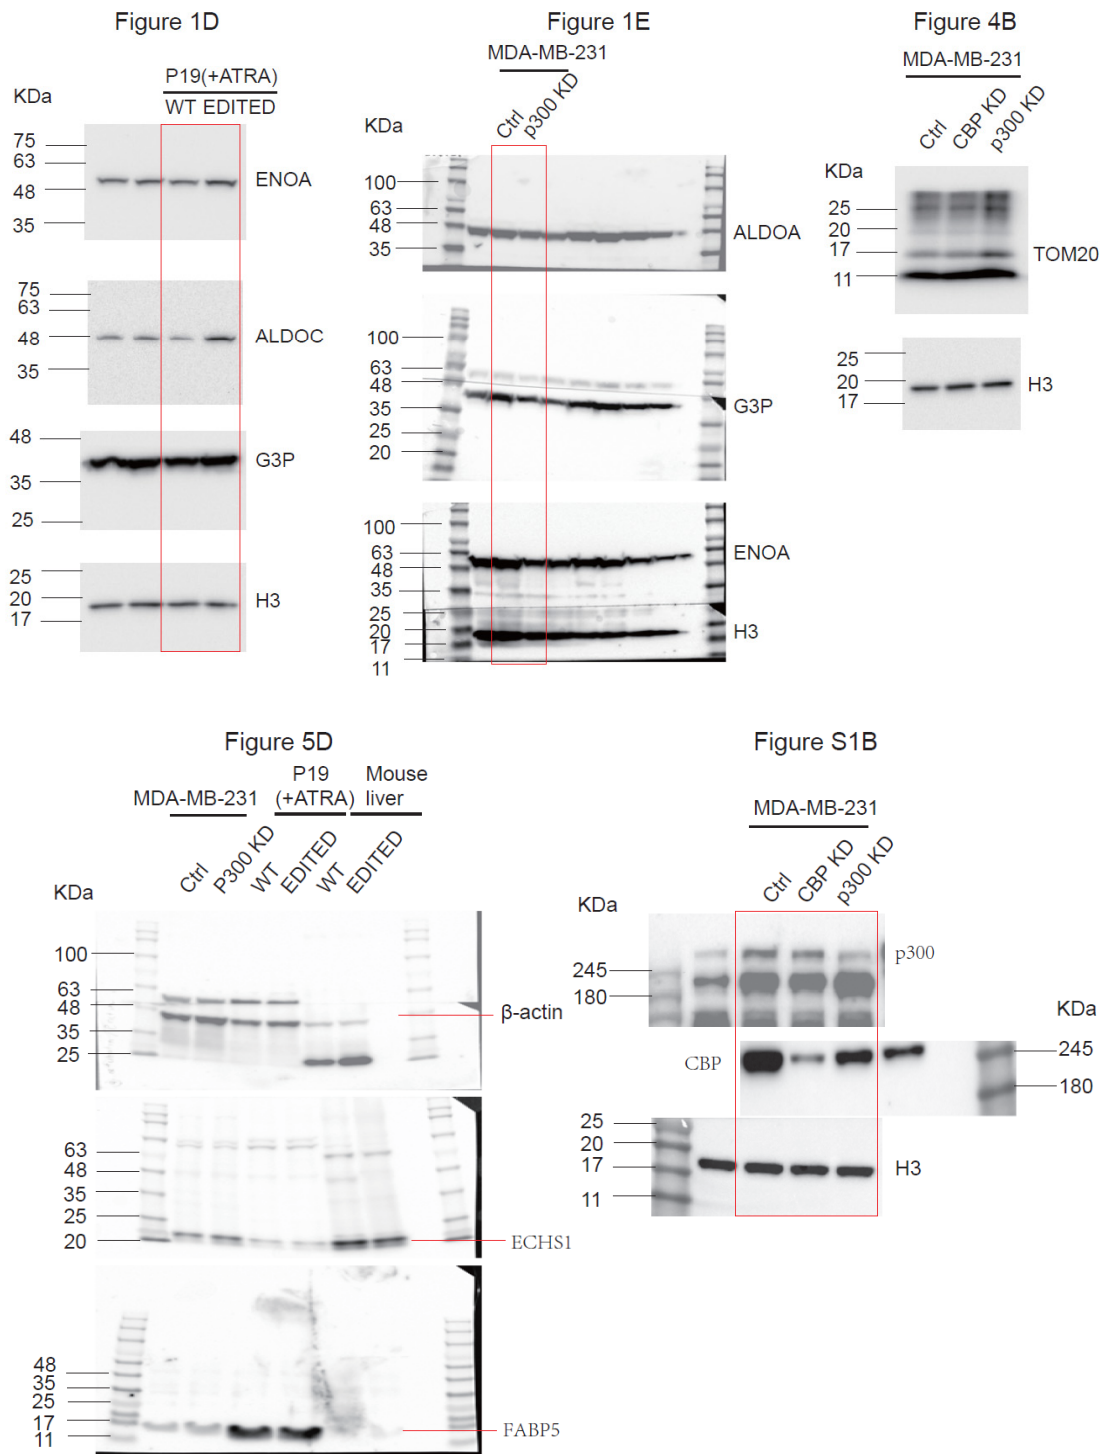 Figure 1D
P19(+ATRA)
KDa
WT EDITED
75
63
48
35
ENOA
75
63
48
35
ALDOC
48
35
25
G3P
25
20
17
H3
Figure 1E
MDA-MB-231
Ctrl
p300 KD
KDa
100
63
48
35
ALDOA
100
63
48
35
25
20
G3P
100
63
48
35
25
20
17
11
ENOA
H3
Figure 4B
MDA-MB-231
Ctrl
CBP KD
p300 KD
KDa
25
20
17
11
TOM20
25
20
17
H3
Figure 5D
MDA-MB-231
P19
(+ATRA)
Mouse
liver
Ctrl
P300 KD
WT
EDITED
WT
EDITED
KDa
100
63
48
35
25
β-actin
63
48
35
25
20
ECHS1
48
35
25
17
11
FABP5
Figure S1B
MDA-MB-231
Ctrl
CBP KD
p300 KD
KDa
245
180
p300
KDa
CBP
245
180
25
20
17
11
H3